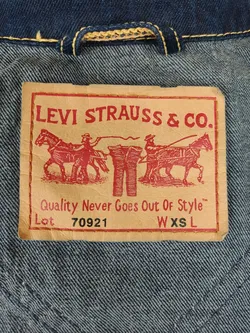 LEVI STRAUSS & CO.
Quality Never Goes Out Of Style™
Lot 70921 W XS L